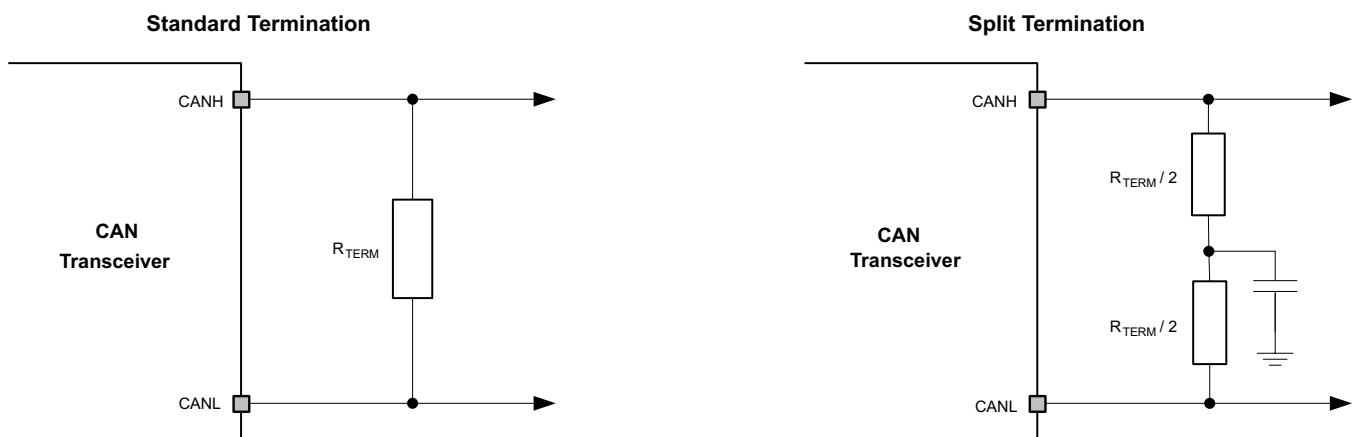 Standard Termination
CANH
CAN
Transceiver
RTERM
CANL
Split Termination
CANH
RTERM / 2
CAN
Transceiver
RTERM / 2
CANL